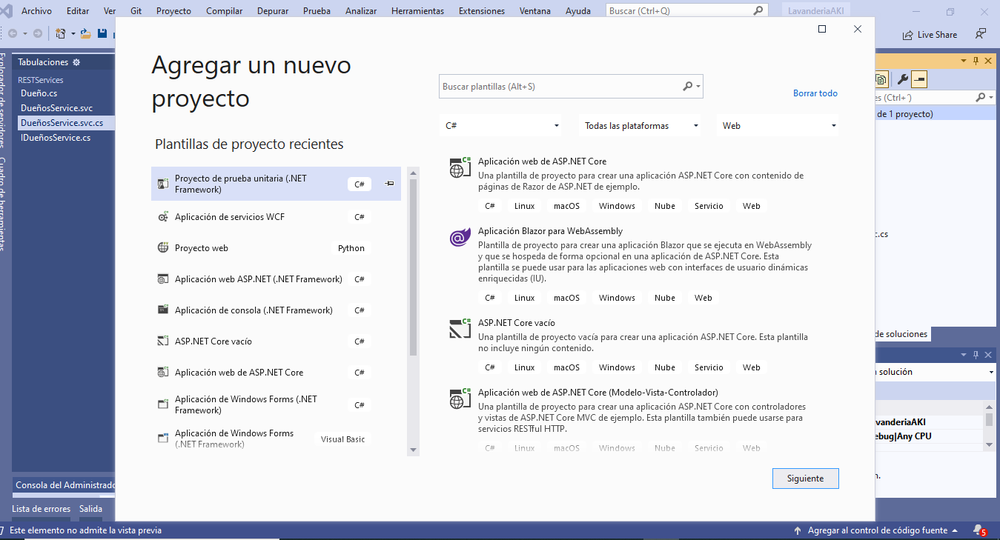 Archivo Editar Ver Git Proyecto Compilar Depurar Prueba Analizar Herramientas Extensiones Ventana Ayuda Buscar (Ctrl+Q) LavanderiaAKI
Live Share
Explorador de servidores
Cuadro de herramientas
Tabulaciones
RESTServices
Dueño.cs
DueñosService.svc
DueñosService.svc.cs
IDueñosService.cs
Agregar un nuevo
proyecto
Plantillas de proyecto recientes
Proyecto de prueba unitaria (.NET
Framework) C#
Aplicación de servicios WCF C#
Proyecto web Python
Aplicación web ASP.NET (.NET Framework) C#
Aplicación de consola (.NET Framework) C#
ASP.NET Core vacío C#
Aplicación web de ASP.NET Core C#
Aplicación de Windows Forms (.NET
Framework) C#
Aplicación de Windows Forms
(.NET Framework) Visual Basic
Buscar plantillas (Alt+S)
Borrar todo
C# Todas las plataformas Web
Aplicación web de ASP.NET Core
Una plantilla de proyecto para crear una aplicación ASP.NET Core con contenido de
páginas de Razor de ASP.NET de ejemplo.
C# Linux macOS Windows Nube Servicio Web
Aplicación Blazor para WebAssembly
Plantilla de proyecto para crear una aplicación Blazor que se ejecuta en WebAssembly
y que se hospeda de forma opcional en una aplicación de ASP.NET Core. Esta
plantilla se puede usar para las aplicaciones web con interfaces de usuario dinámicas
enriquecidas (IU).
C# Linux macOS Windows Nube Web
ASP.NET Core vacío
Una plantilla de proyecto vacía para crear una aplicación ASP.NET Core. Esta plantilla
no incluye ningún contenido.
C# Linux macOS Windows Nube Servicio Web
Aplicación web de ASP.NET Core (Modelo-Vista-Controlador)
Una plantilla de proyecto para crear una aplicación ASP.NET Core con controladores
y vistas de ASP.NET Core MVC de ejemplo. Esta plantilla también puede usarse para
servicios RESTful HTTP.
C# Linux macOS Windows Nube Servicio Web
Siguiente
es (Ctrl+´)
de 1 proyecto)
c.cs
de soluciones
solución
vanderiaAKI
ebug|Any CPU
n.
Consola del Administrado
Lista de errores Salida
Este elemento no admite la vista previa
Agregar al control de código fuente 5